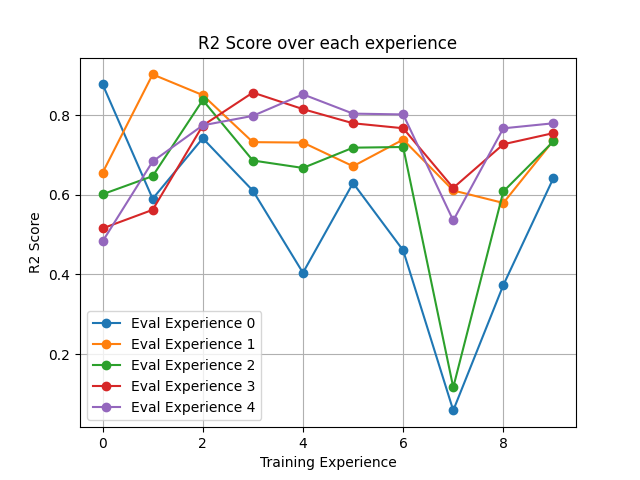 R2 Score over each experience
R2 Score
0.8
0.6
0.4
0.2
Eval Experience 0
Eval Experience 1
Eval Experience 2
Eval Experience 3
Eval Experience 4
0 2 4 6 8
Training Experience